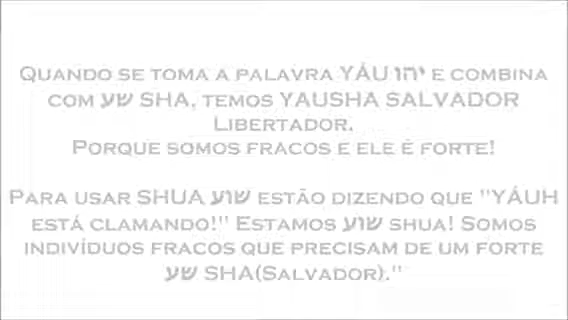 QUANDO SE TOMA A PALAVRA YÁU יהו E COMBINA
COM שע SHA, TEMOS YAUSHA SALVADOR
LIBERTADOR.
PORQUE SOMOS FRACOS E ELE É FORTE!
PARA USAR SHUA שוע ESTÃO DIZENDO QUE "YÁUH
ESTÁ CLAMANDO!" ESTAMOS שוע SHUA! SOMOS
INDIVÍDUOS FRACOS QUE PRECISAM DE UM FORTE
שע SHA(SALVADOR)."